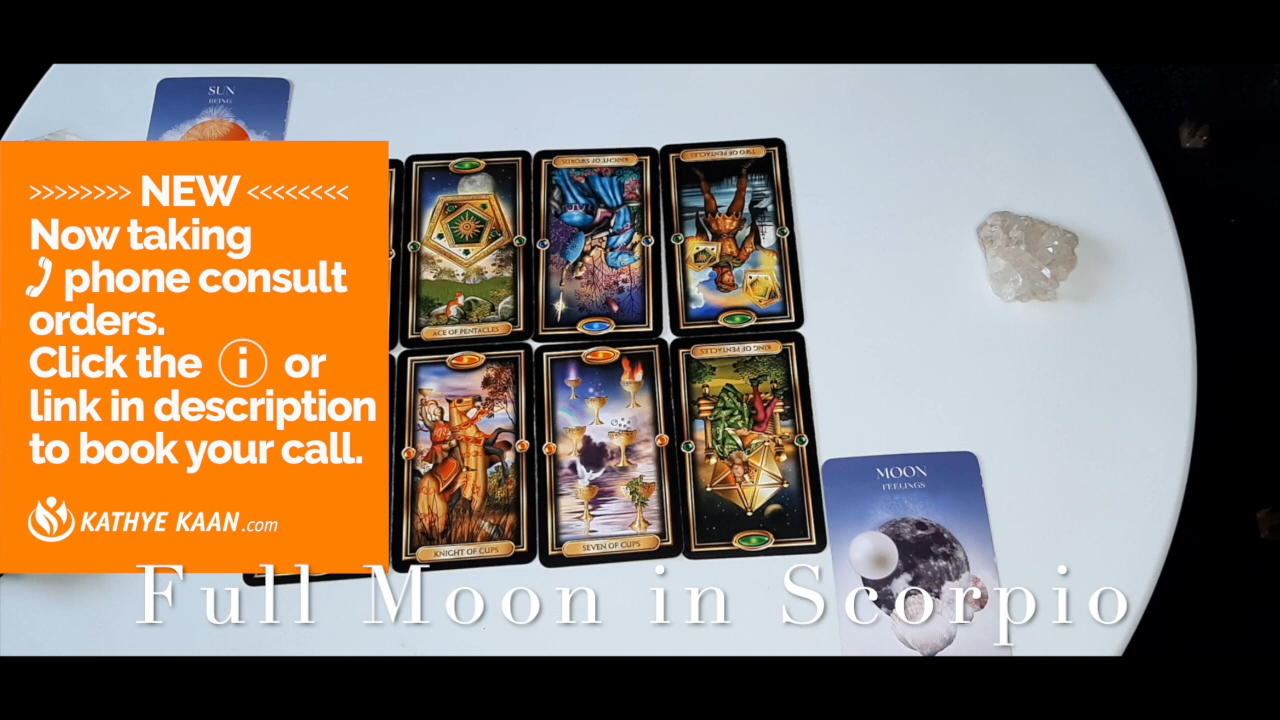 SUN
BEING
>>>>>>>> NEW <<<<<<<<
Now taking
phone consult
orders.
Click the i or
link in description
to book your call.
KATHYE KAAN.com
ACE OF PENTACLES
KNIGHT OF SWORDS
TWO OF PENTACLES
KNIGHT OF CUPS
SEVEN OF CUPS
KING OF PENTACLES
MOON
FEELINGS
Full Moon in Scorpio